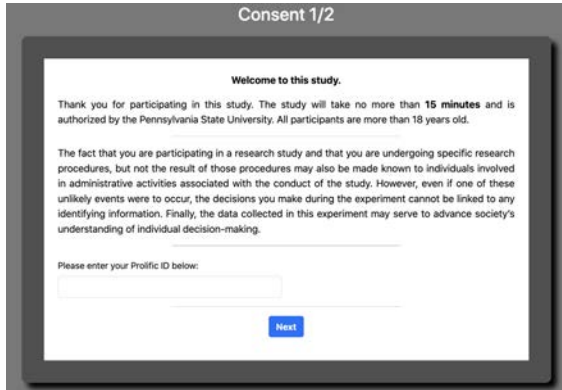 Consent 1/2
Welcome to this study.
Thank you for participating in this study. The study will take no more than 15 minutes and is
authorized by the Pennsylvania State University. All participants are more than 18 years old.
The fact that you are participating in a research study and that you are undergoing specific research
procedures, but not the result of those procedures may also be made known to individuals involved
in administrative activities associated with the conduct of the study. However, even if one of these
unlikely events were to occur, the decisions you make during the experiment cannot be linked to any
identifying information. Finally, the data collected in this experiment may serve to advance society's
understanding of individual decision-making.
Please enter your Prolific ID below:
Next